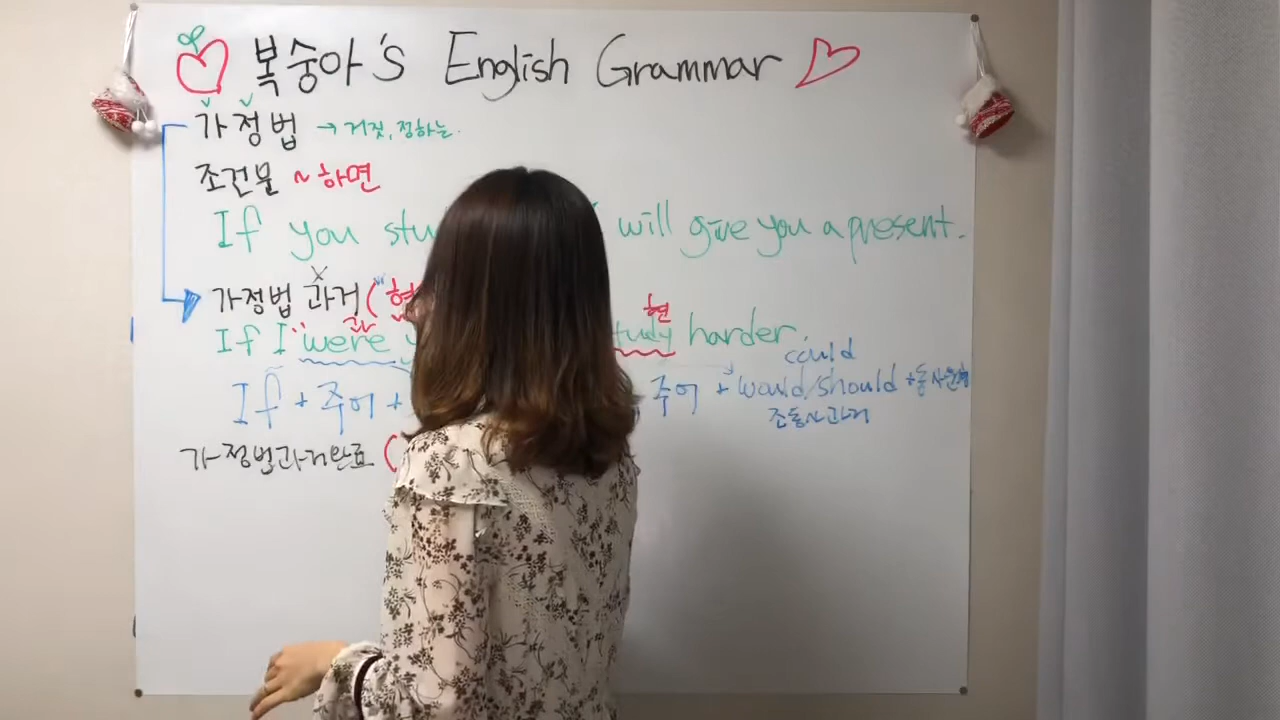 복숭아's English Grammar
가정법 → 거짓, 정하는.
조건문 ~하면
If you will give you a present.
가정법 과거 (현
If I were study harder.
과 현
could
If + 주어 + 주어 + would/should +동사원형
조동사과거
가정법과거완료 (